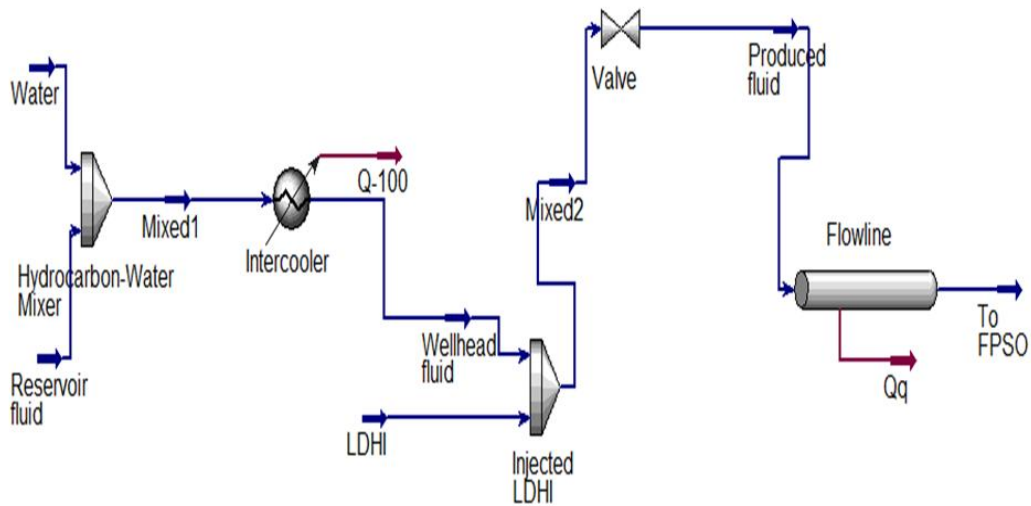 Water
Hydrocarbon-Water
Mixer
Reservoir
fluid
Mixed1
Intercooler
Q-100
Wellhead
fluid
LDHI
Injected
LDHI
Mixed2
Valve
Produced
fluid
Flowline
Qq
To
FPSO